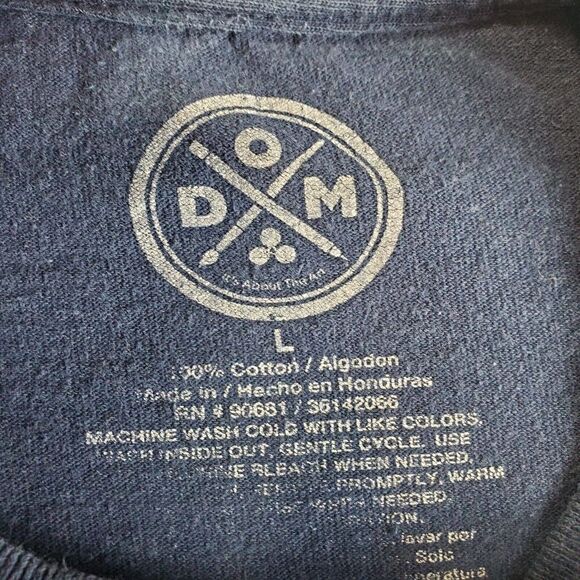 O
D M
It's About The Art
L
100% Cotton / Algodon
Made in / Hecho en Honduras
RN # 90681 / 36142066
MACHINE WASH COLD WITH LIKE COLORS,
WASH INSIDE OUT, GENTLE CYCLE. USE
BLEACH WHEN NEEDED,
PROMPTLY, WARM
NEEDED
lavar por
Solo